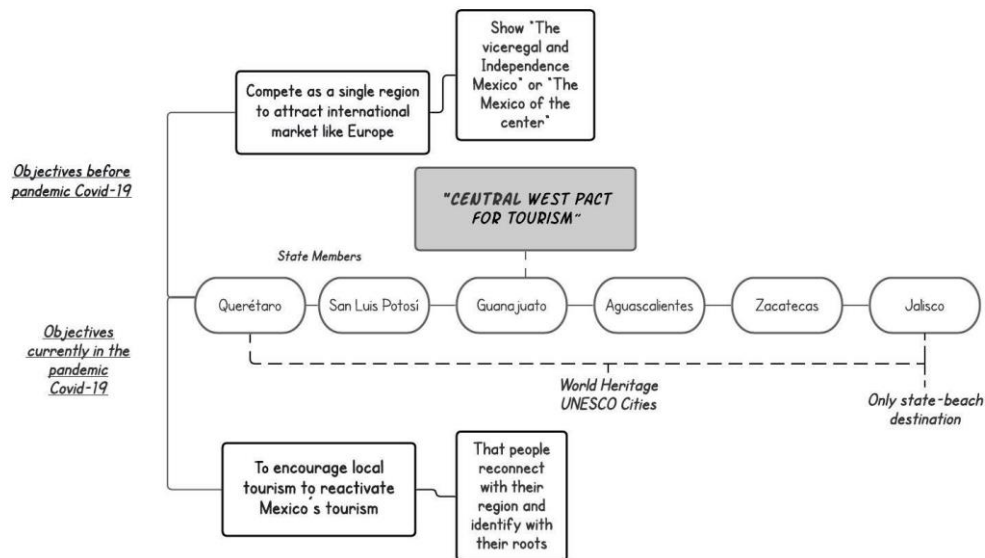 Show "The
viceregal and
Independence
Mexico" or "The
Mexico of the
center"
Compete as a single region
to attract international
market like Europe
Objectives before
pandemic Covid-19
"CENTRAL WEST PACT
FOR TOURISM"
State Members
Querétaro
San Luis Potosí
Guanajuato
Aguascalientes
Zacatecas
Jalisco
Objectives
currently in the
pandemic
Covid-19
World Heritage
UNESCO Cities
Only state-beach
destination
To encourage local
tourism to reactivate
Mexico´s tourism
That people
reconnect
with their
region and
identify with
their roots